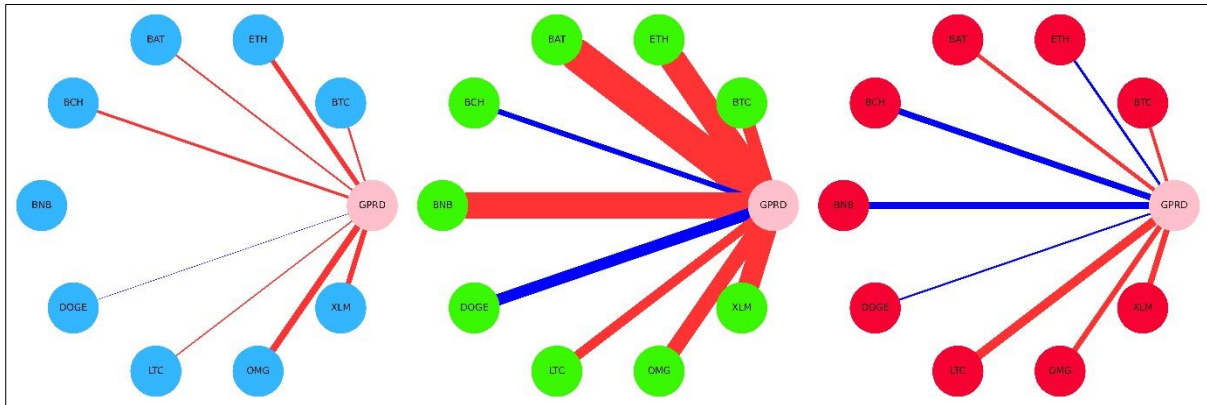 BAT
ETH
BCH
BTC
BNB
GPRD
DOGE
XLM
LTC
OMG
BAT
ETH
BCH
BTC
BNB
GPRD
DOGE
XLM
LTC
OMG
BAT
ETH
BCH
BTC
BNB
GPRD
DOGE
XLM
LTC
OMG